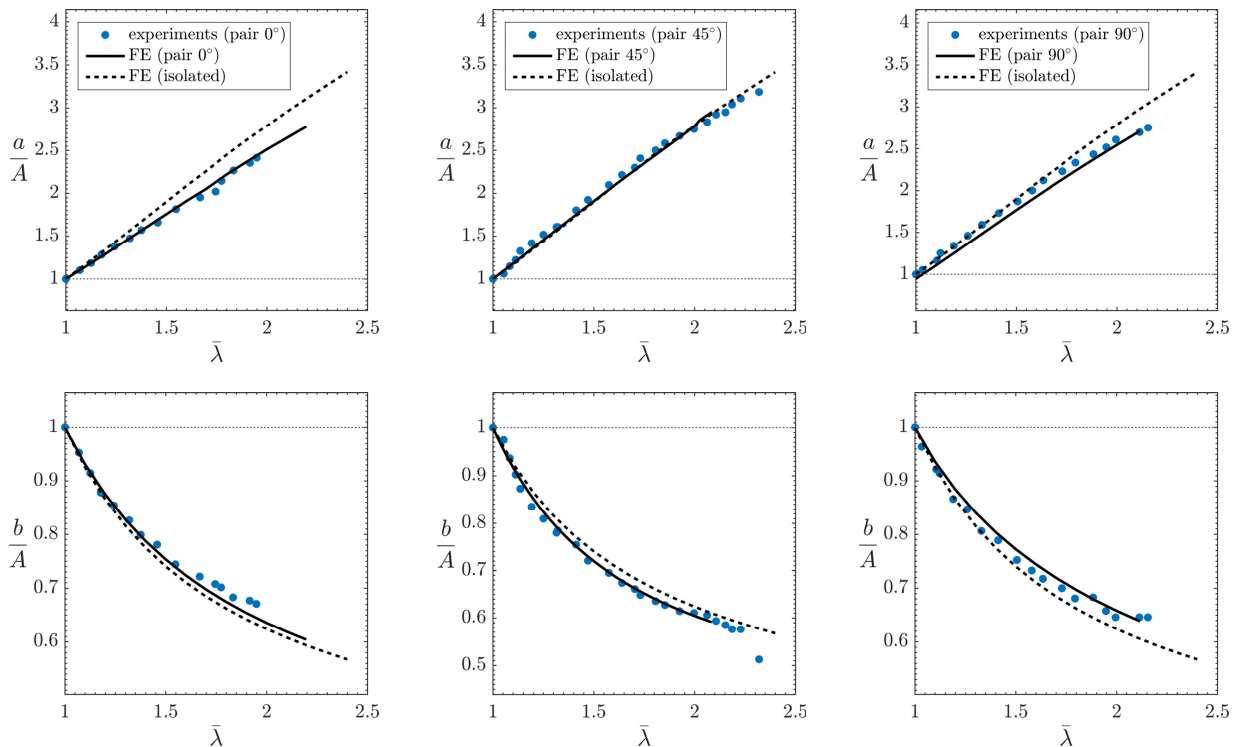 4
3.5
3
2.5
2
1.5
1
a
A
experiments (pair 0°)
FE (pair 0°)
FE (isolated)
1
1.5
2
2.5
λ̄
4
3.5
3
2.5
2
1.5
1
a
A
experiments (pair 45°)
FE (pair 45°)
FE (isolated)
1
1.5
2
2.5
λ̄
4
3.5
3
2.5
2
1.5
1
a
A
experiments (pair 90°)
FE (pair 90°)
FE (isolated)
1
1.5
2
2.5
λ̄
1
0.9
0.8
0.7
0.6
b
A
1
1.5
2
2.5
λ̄
1
0.9
0.8
0.7
0.6
0.5
b
A
1
1.5
2
2.5
λ̄
1
0.9
0.8
0.7
0.6
b
A
1
1.5
2
2.5
λ̄